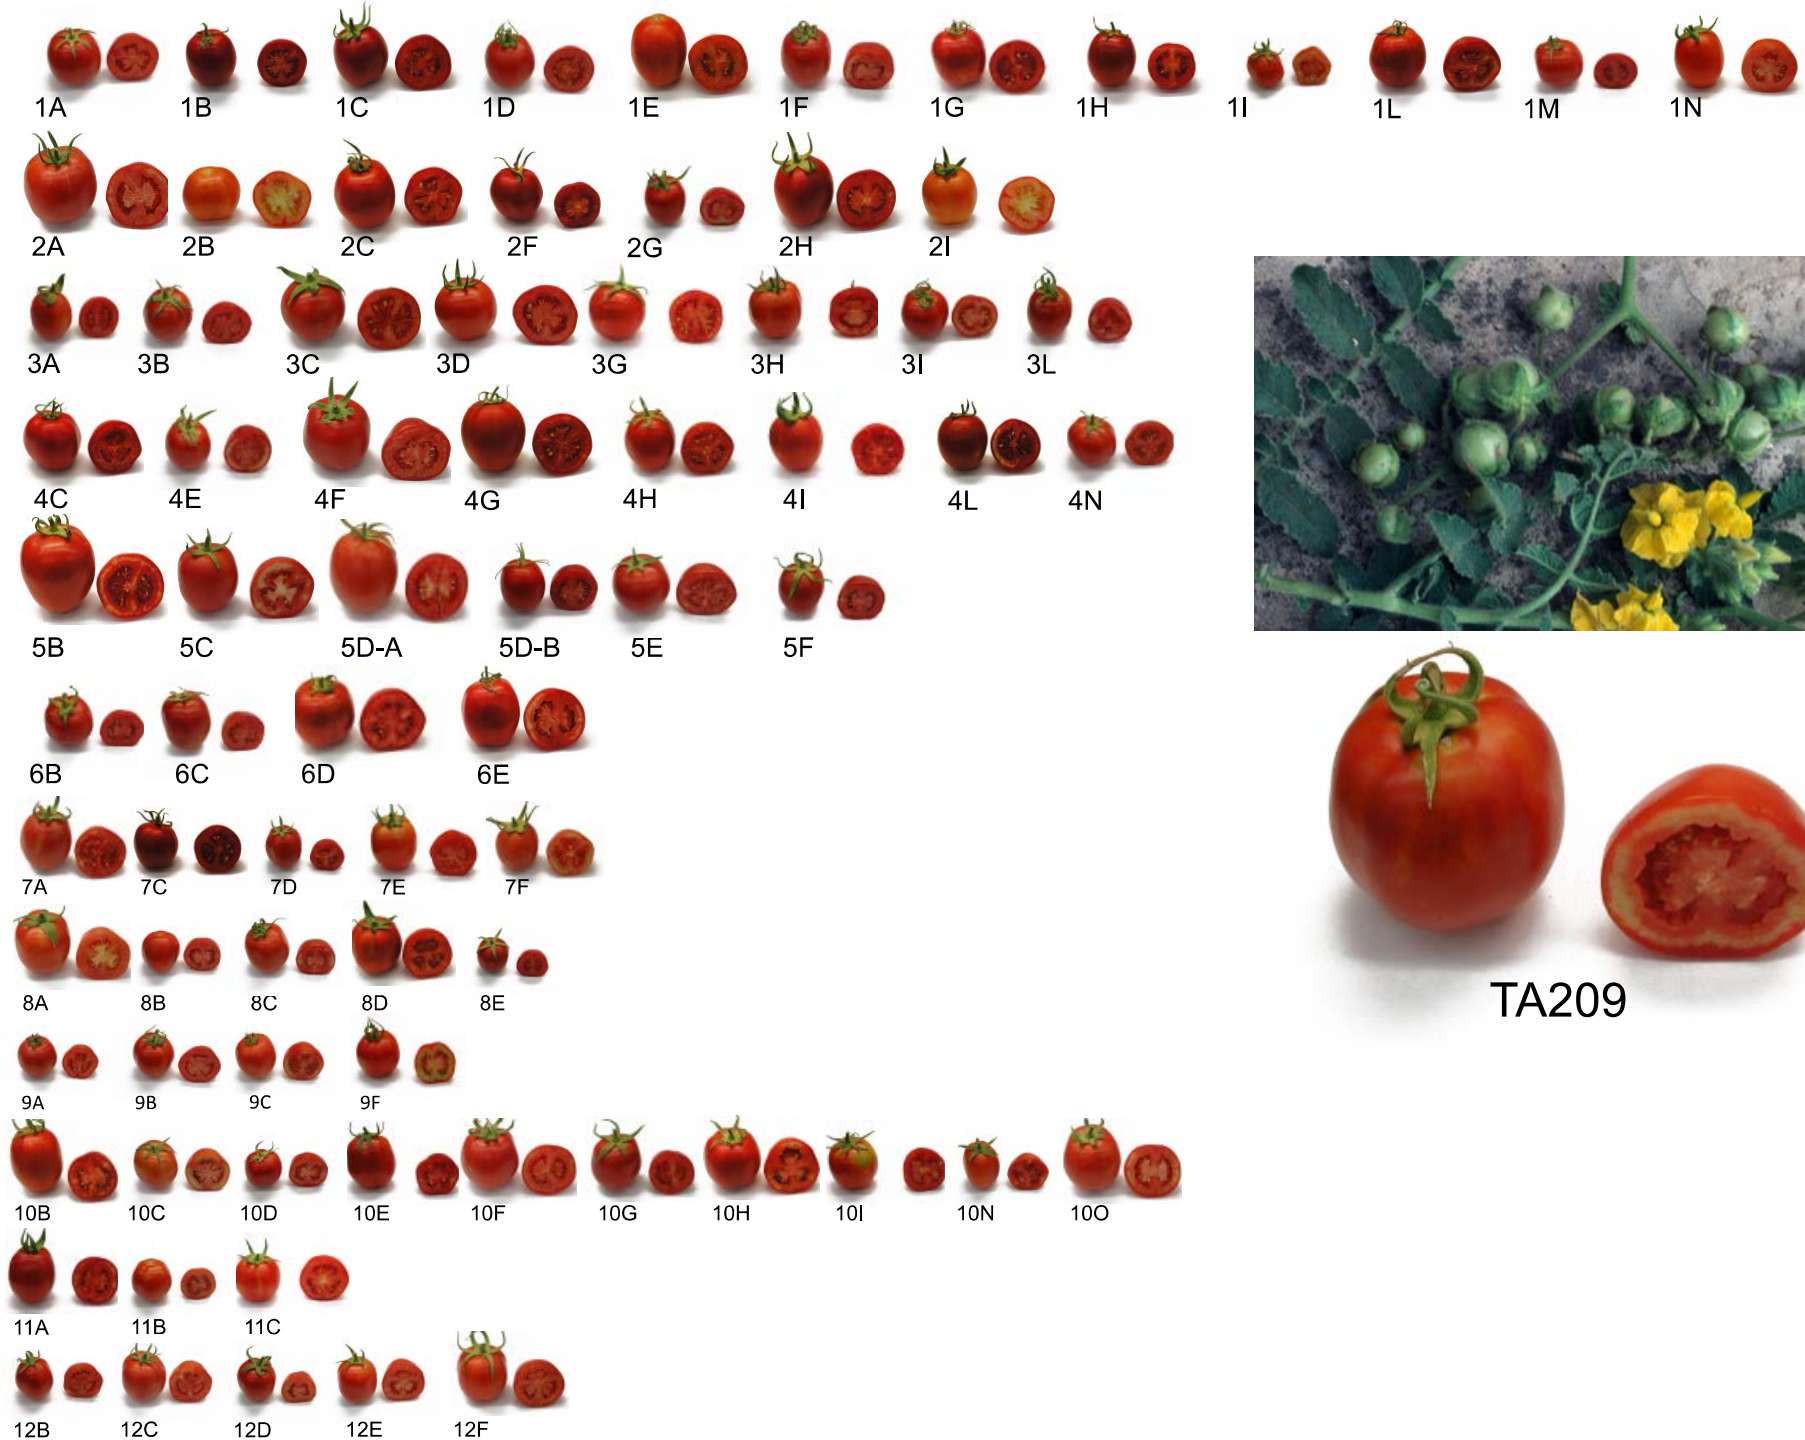 1A 1B 1C 1D 1E 1F 1G 1H 1I 1L 1M 1N
2A 2B 2C 2F 2G 2H 2I
3A 3B 3C 3D 3G 3H 3I 3L
4C 4E 4F 4G 4H 4I 4L 4N
5B 5C 5D-A 5D-B 5E 5F
6B 6C 6D 6E
7A 7C 7D 7E 7F
8A 8B 8C 8D 8E
TA209
9A 9B 9C 9F
10B 10C 10D 10E 10F 10G 10H 10I 10N 10O
11A 11B 11C
12B 12C 12D 12E 12F